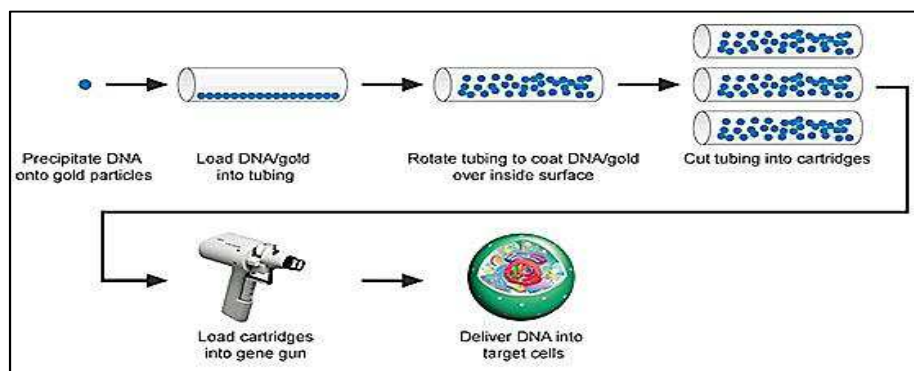 Precipitate DNA
onto gold particles
Load DNA/gold
into tubing
Rotate tubing to coat DNA/gold
over inside surface
Cut tubing into cartridges
Load cartridges
into gene gun
Deliver DNA into
target cells